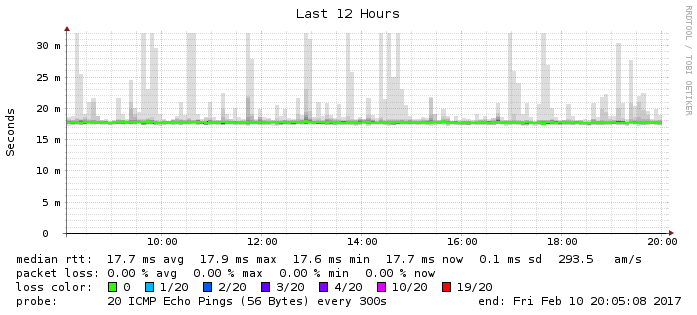 Last 12 Hours
RRDTOOL / TOBI OETIKER
Seconds
30 m
25 m
20 m
15 m
10 m
5 m
0
10:00 12:00 14:00 16:00 18:00 20:00
median rtt: 17.7 ms avg 17.9 ms max 17.6 ms min 17.7 ms now 0.1 ms sd 293.5 am/s
packet loss: 0.00 % avg 0.00 % max 0.00 % min 0.00 % now
loss color: 0 1/20 2/20 3/20 4/20 10/20 19/20
probe: 20 ICMP Echo Pings (56 Bytes) every 300s end: Fri Feb 10 20:05:08 2017